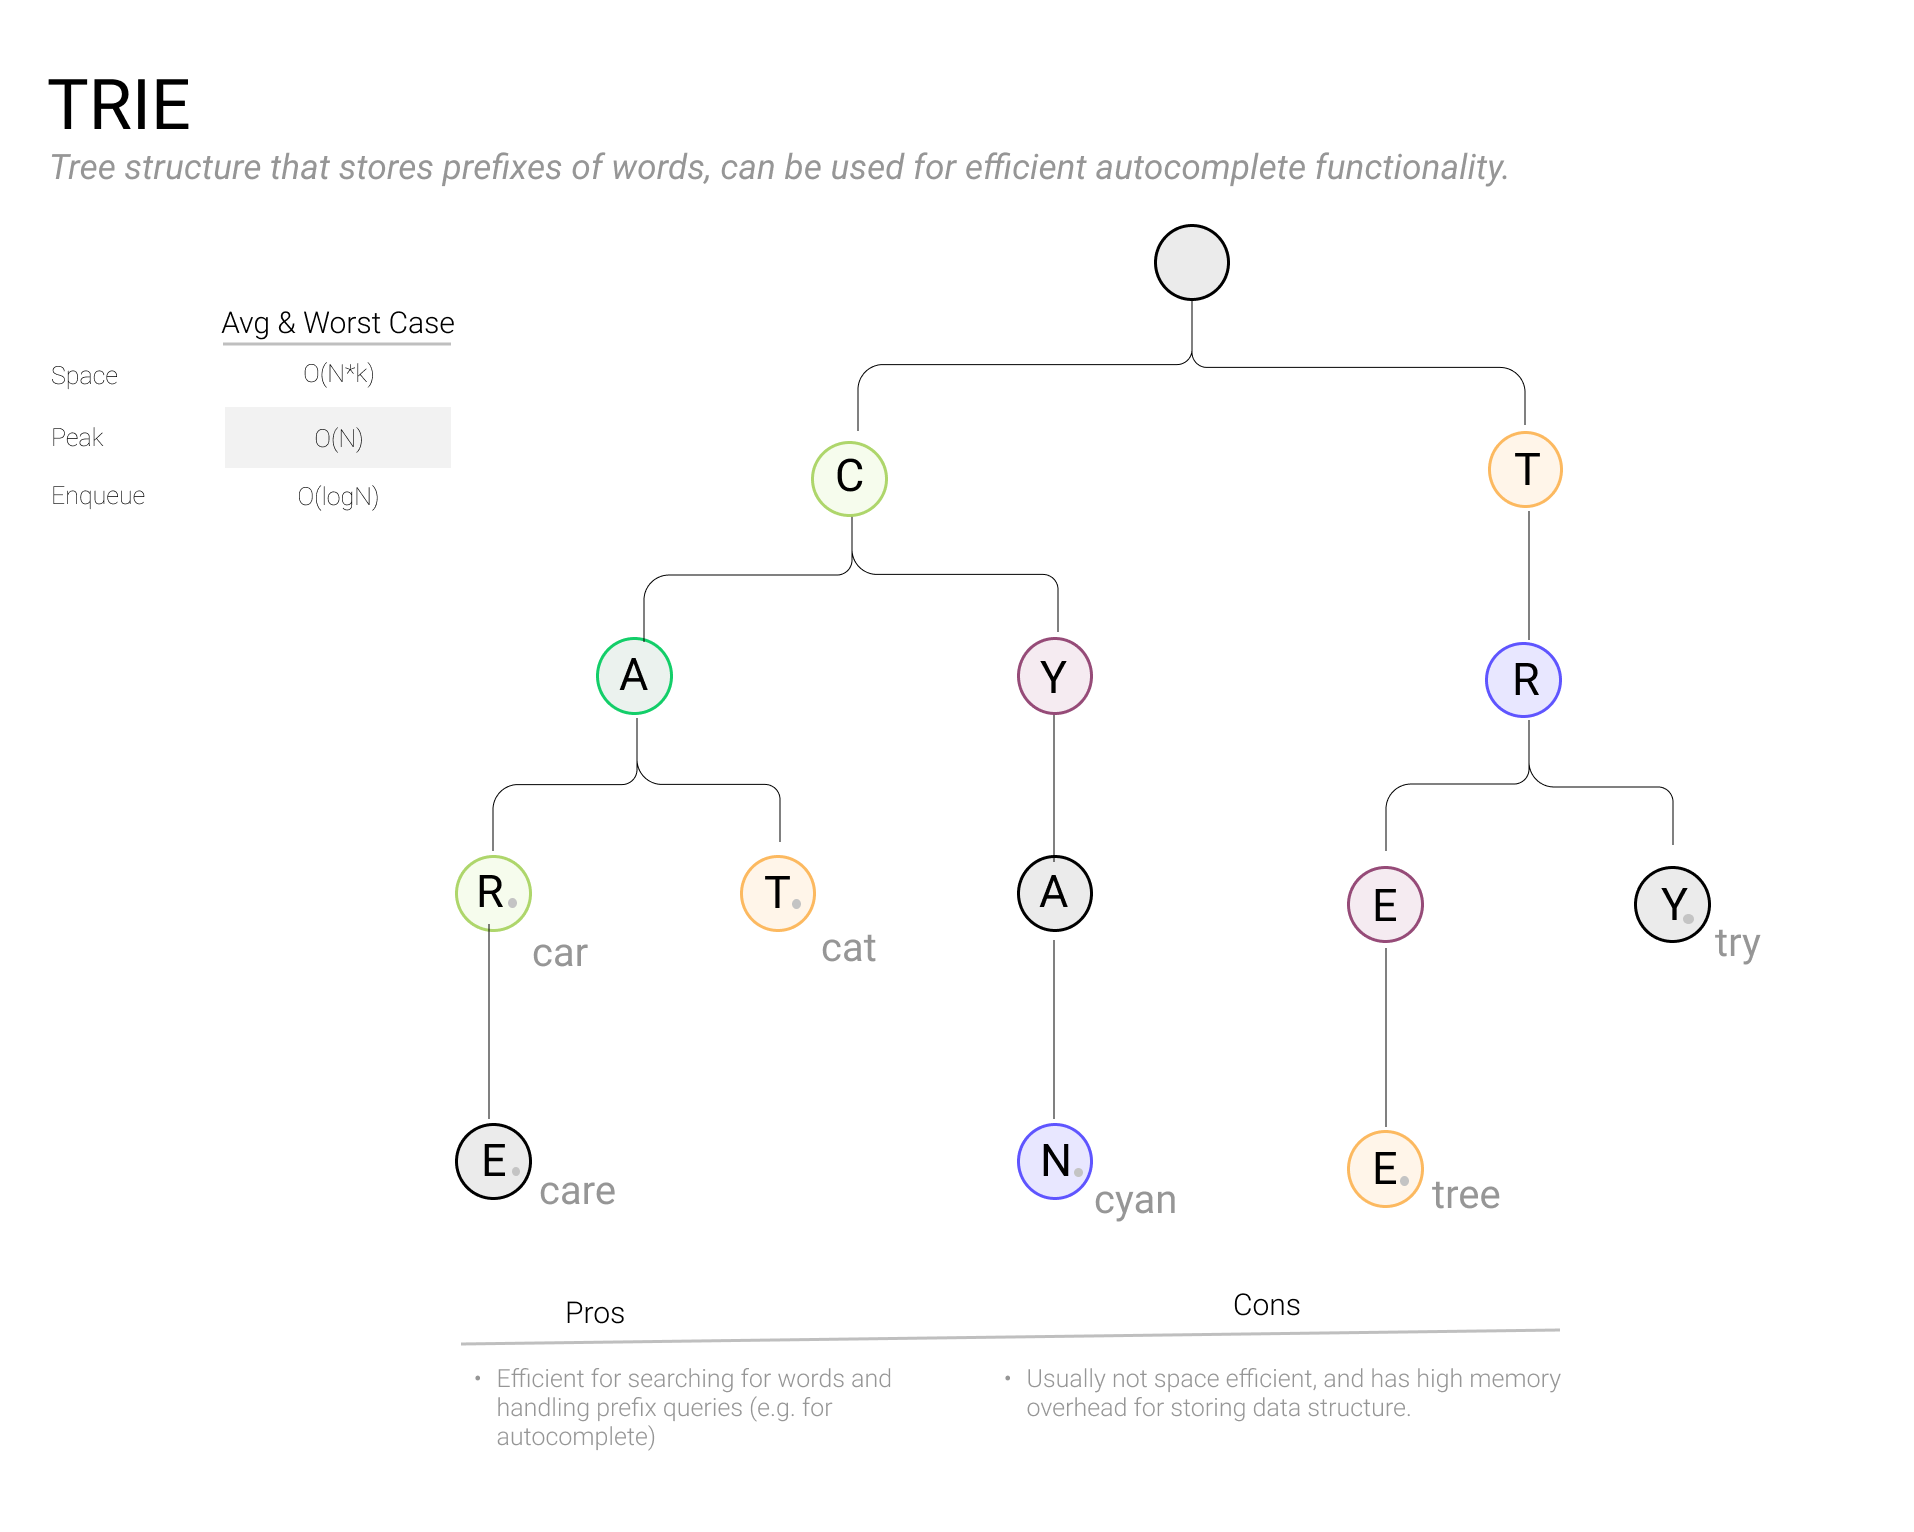 TRIE
Tree structure that stores prefixes of words, can be used for efficient autocomplete functionality.
Avg & Worst Case
Space O(N*k)
Peak O(N)
Enqueue O(logN)
C T
A Y R
R. T. A E Y.
car cat try
E. N. E.
care cyan tree
Pros Cons
• Efficient for searching for words and
handling prefix queries (e.g. for
autocomplete)
• Usually not space efficient, and has high memory
overhead for storing data structure.